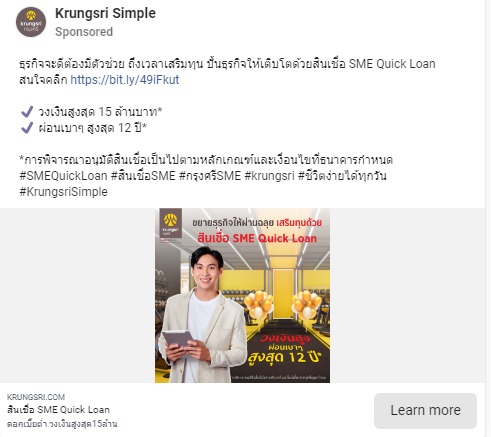 Krungsri Simple
Sponsored
ธุรกิจจะดีต้องมีตัวช่วย ถึงเวลาเสริมทุน ปั้นธุรกิจให้เติบโตด้วยสินเชื่อ SME Quick Loan
สนใจคลิก https://bit.ly/49iFkut
✔ วงเงินสูงสุด 15 ล้านบาท*
✔ ผ่อนเบาๆ สูงสุด 12 ปี*
*การพิจารณาอนุมัติสินเชื่อเป็นไปตามหลักเกณฑ์และเงื่อนไขที่ธนาคารกำหนด
#SMEQuickLoan #สินเชื่อSME #กรุงศรีSME #krungsri #ชีวิตง่ายได้ทุกวัน
#KrungsriSimple
krungsri
กรุงศรี
ขยายธุรกิจให้ผ่านฉลุย เสริมทุนด้วย
สินเชื่อ SME Quick Loan
วงเงินสูง
ผ่อนเบาๆ
สูงสุด 12 ปี*
KRUNGSRI.COM
สินเชื่อ SME Quick Loan
ดอกเบี้ยต่ำ วงเงินสูงสุด15ล้าน
Learn more